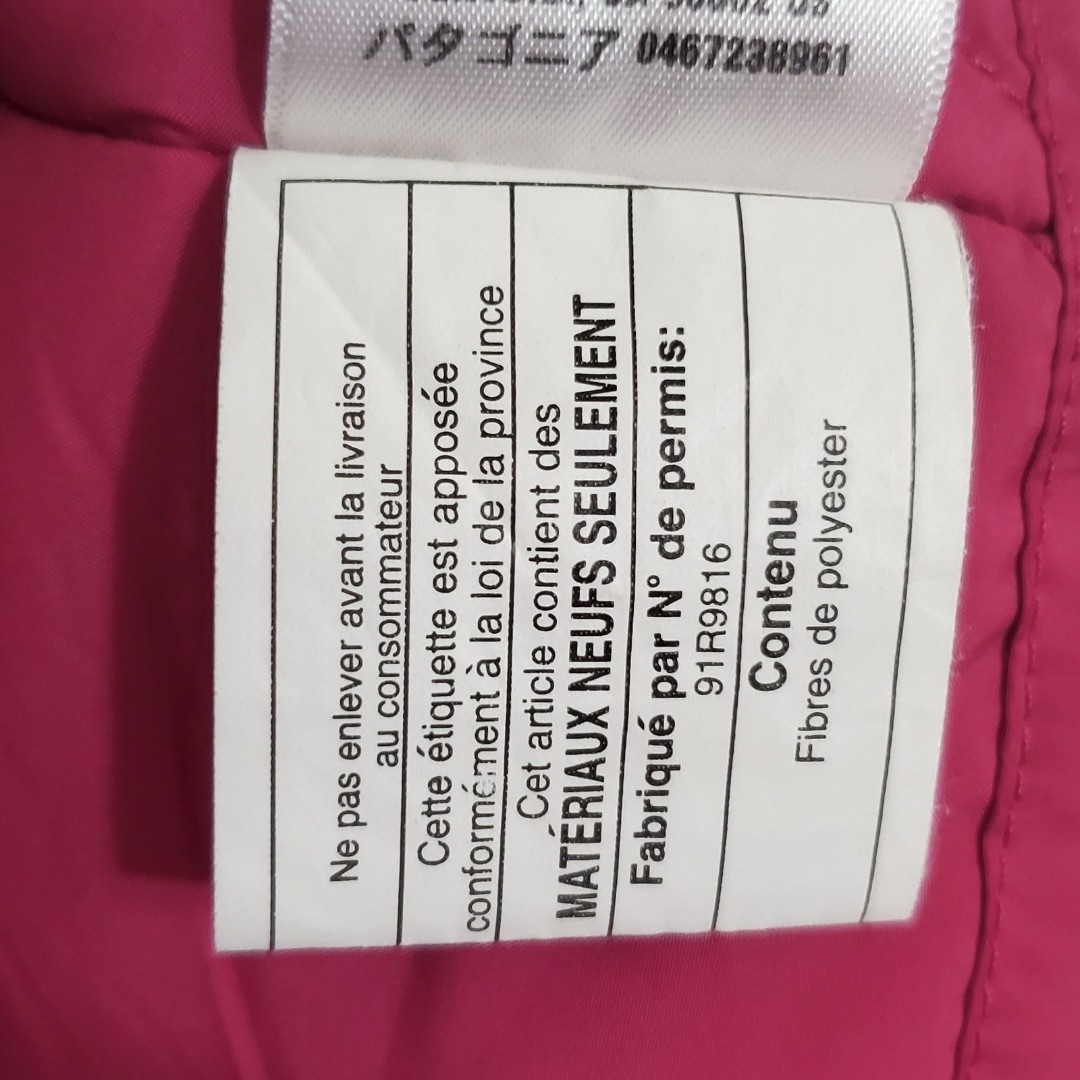 パタゴニア 0467238961
Ne pas enlever avant la livraison
au consommateur
Cette étiquette est apposée
conformément à la loi de la province
Cet article contient des
MATÉRIAUX NEUFS SEULEMENT
Fabriqué par N° de permis:
91R9816
Contenu
Fibres de polyester